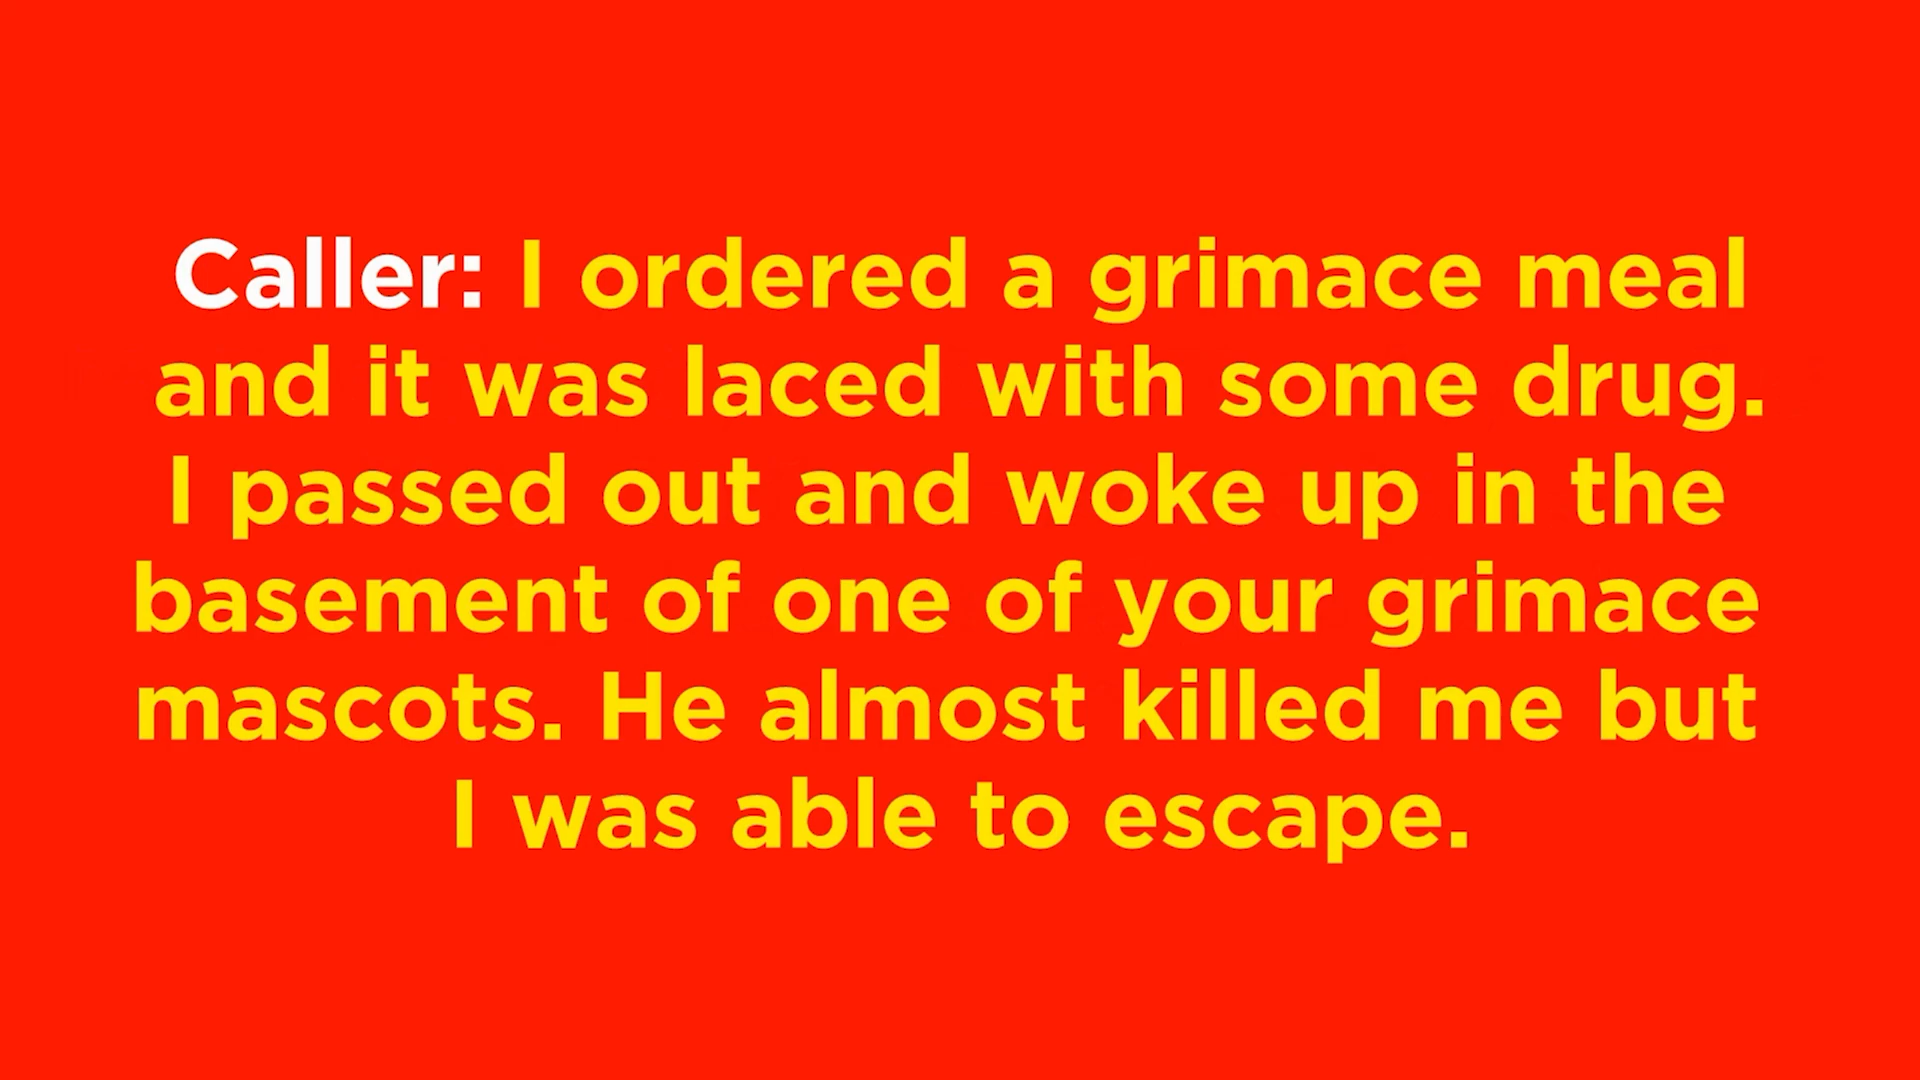 Caller: I ordered a grimace meal
and it was laced with some drug.
I passed out and woke up in the
basement of one of your grimace
mascots. He almost killed me but
I was able to escape.